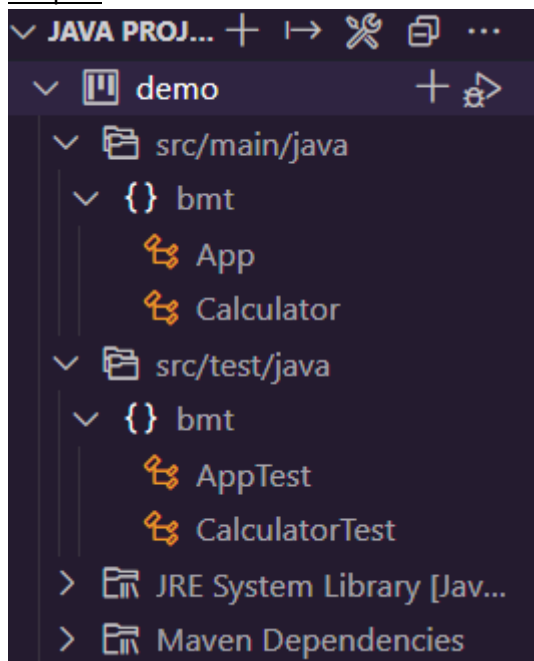 JAVA PROJ...
demo
src/main/java
{} bmt
App
Calculator
src/test/java
{} bmt
AppTest
CalculatorTest
JRE System Library [Jav...
Maven Dependencies